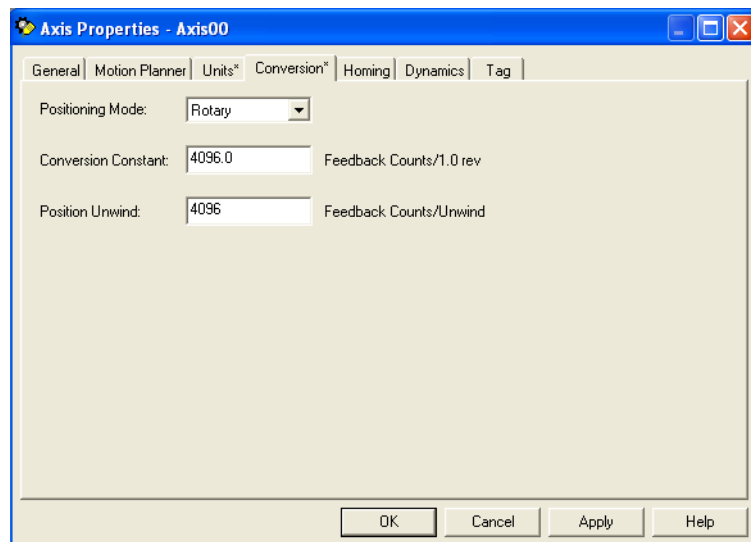 Axis Properties - Axis00
General Motion Planner Units* Conversion* Homing Dynamics Tag
Positioning Mode: Rotary
Conversion Constant: 4096.0 Feedback Counts/1.0 rev
Position Unwind: 4096 Feedback Counts/Unwind
OK Cancel Apply Help